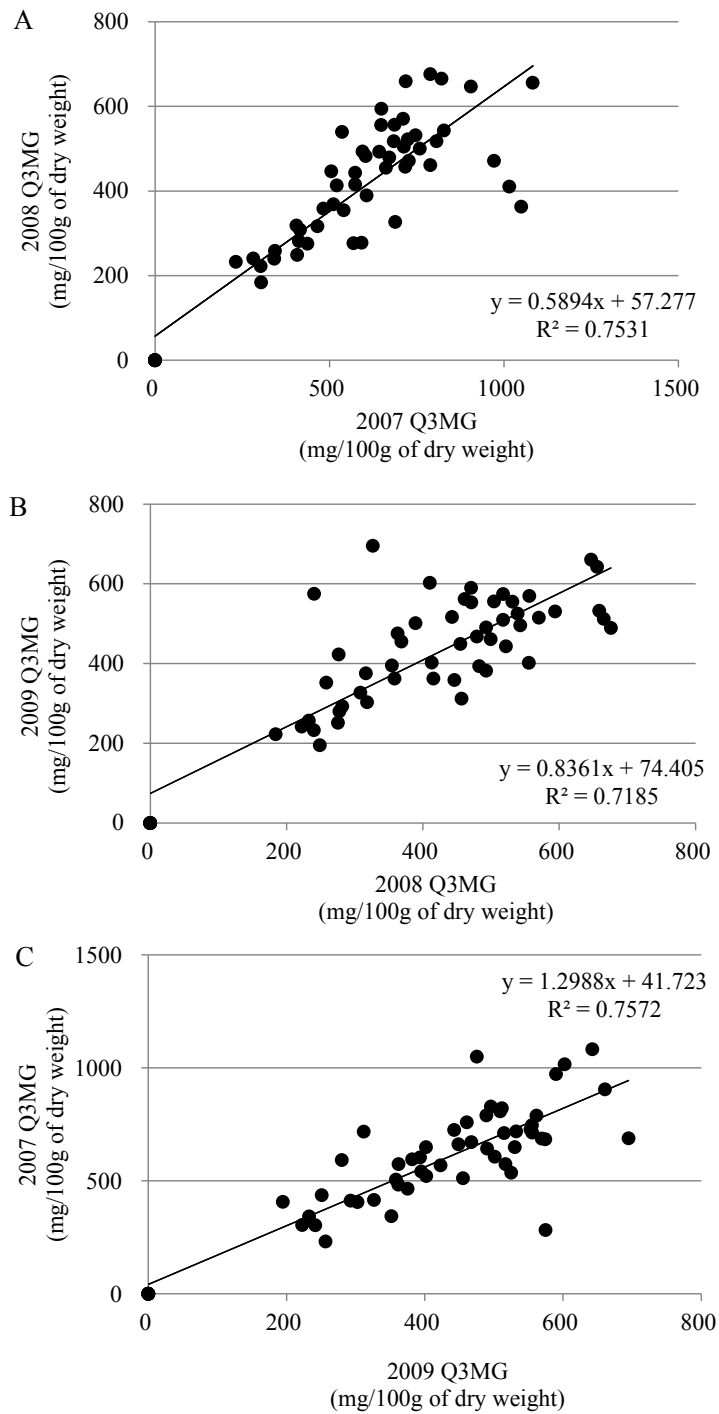 A
800
600
400
200
0
2008 Q3MG
(mg/100g of dry weight)
y = 0.5894x + 57.277
R² = 0.7531
0
500
1000
1500
2007 Q3MG
(mg/100g of dry weight)
B
800
600
400
200
0
2009 Q3MG
(mg/100g of dry weight)
y = 0.8361x + 74.405
R² = 0.7185
0
200
400
600
800
2008 Q3MG
(mg/100g of dry weight)
C
1500
1000
500
0
2007 Q3MG
(mg/100g of dry weight)
y = 1.2988x + 41.723
R² = 0.7572
0
200
400
600
800
2009 Q3MG
(mg/100g of dry weight)